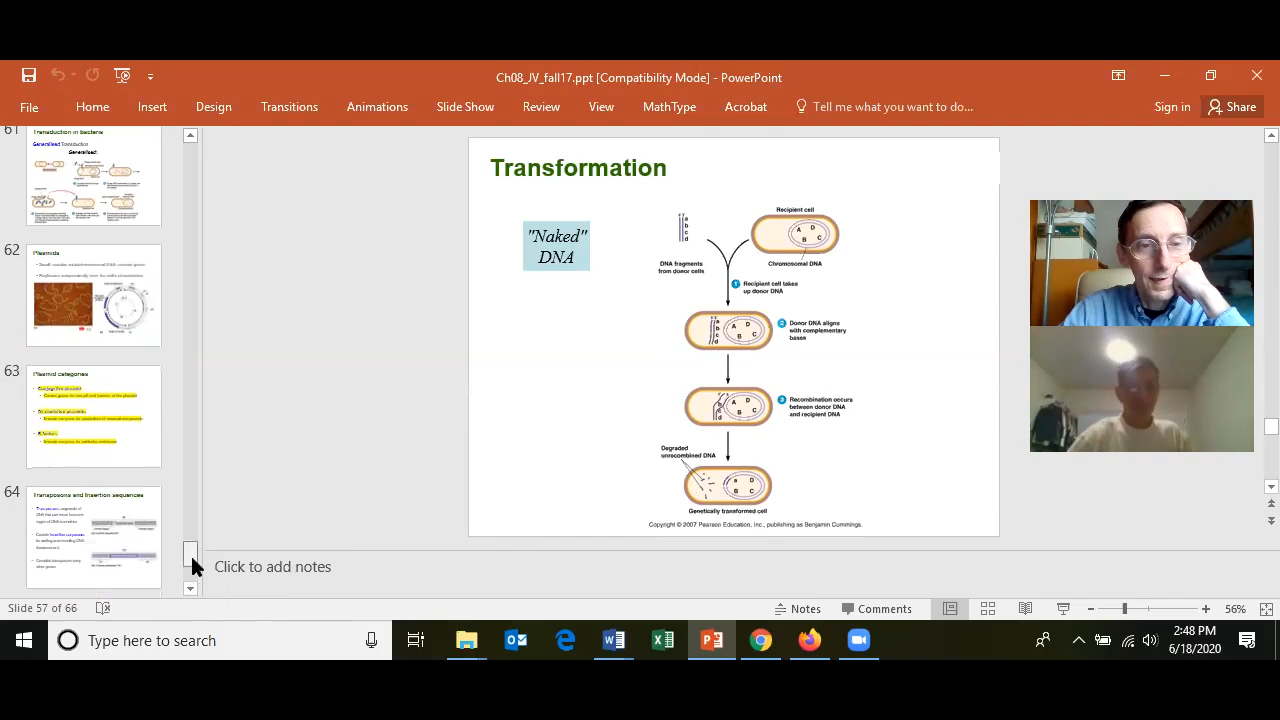 Ch08_JV_fall17.ppt [Compatibility Mode] - PowerPoint
File Home Insert Design Transitions Animations Slide Show Review View MathType Acrobat Tell me what you want to do... Sign in Share
61
Transduction in bacteria
Generalised Transduction
Generalised:
62
Plasmids
63
Plasmid categories
64
Transposons and Insertion sequences
Transformation
"Naked"
DNA
a
b
c
d
Recipient cell
A D
B C
DNA fragments
from donor cells
Chromosomal DNA
1 Recipient cell takes
up donor DNA
a
b
c
d
A D
B C
2 Donor DNA aligns
with complementary
bases
A D
B C
3 Recombination occurs
between donor DNA
and recipient DNA
Degraded
unrecombined DNA
a D
B C
Genetically transformed cell
Copyright © 2007 Pearson Education, Inc., publishing as Benjamin Cummings.
Click to add notes
Slide 57 of 66 Notes Comments 56%
Type here to search
2:48 PM
6/18/2020